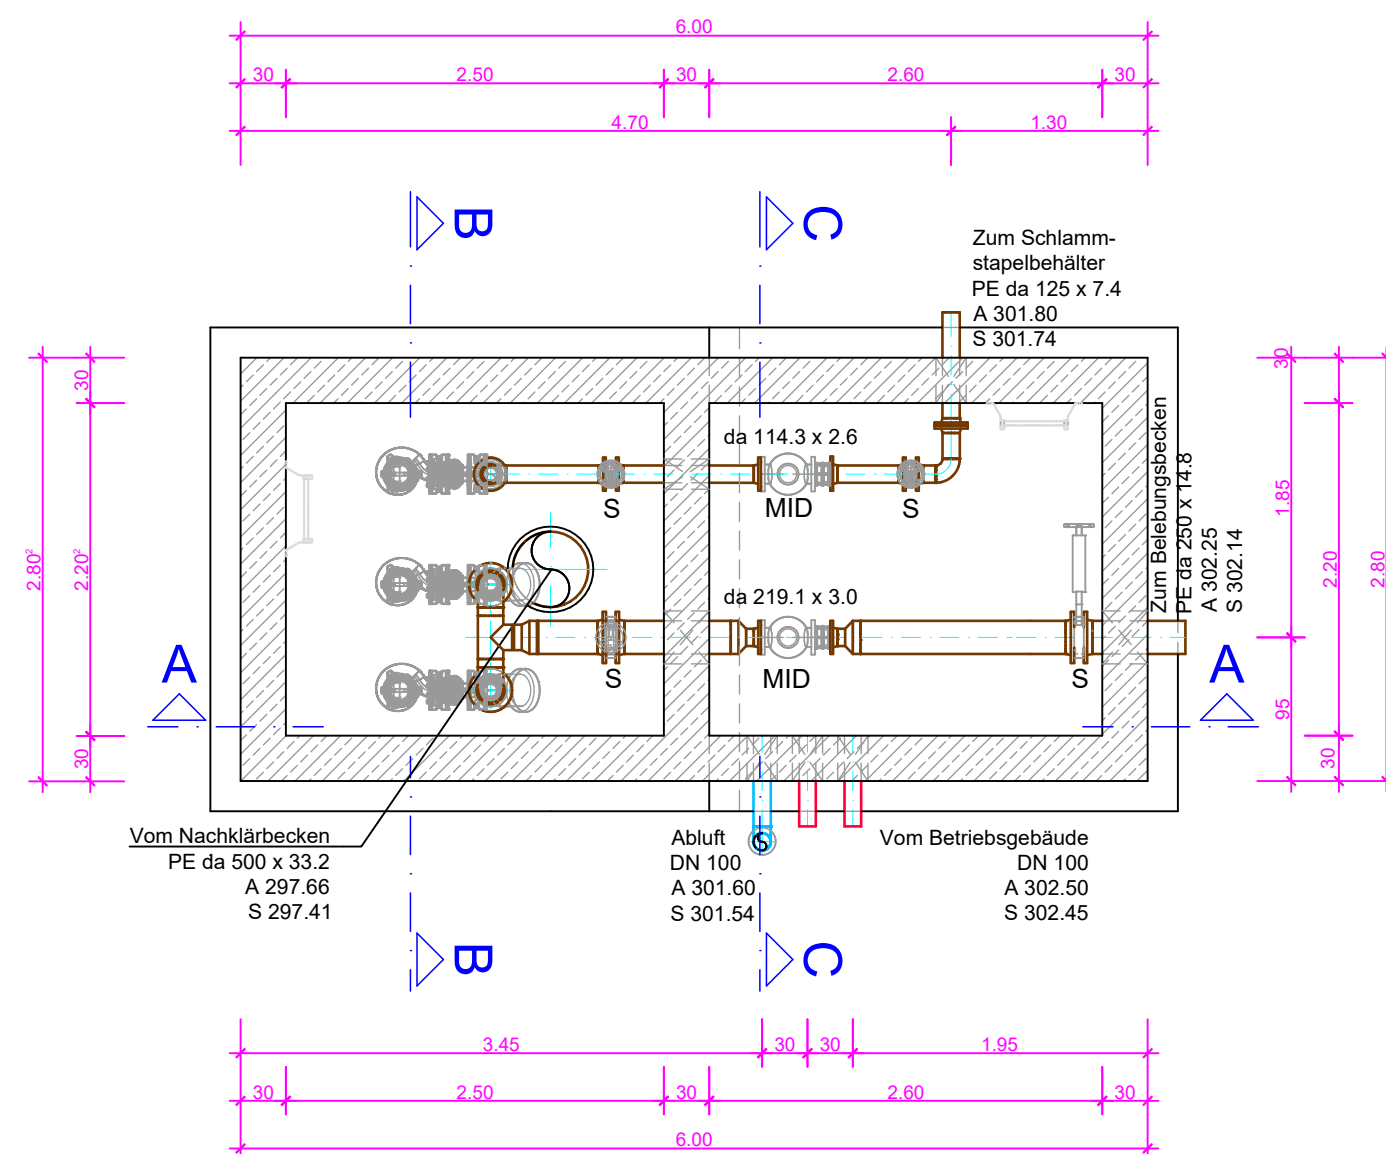 6.00
30
2.50
30
2.60
30
4.70
1.30
B
C
Zum Schlamm-
stapelbehälter
PE da 125 x 7.4
A 301.80
S 301.74
30
2.80²
2.20²
30
30
1.85
95
2.20
30
2.80
da 114.3 x 2.6
S
MID
S
Zum Belebungsbecken
PE da 250 x 14.8
A 302.25
S 302.14
da 219.1 x 3.0
S
MID
S
A
A
Vom Nachklärbecken
PE da 500 x 33.2
A 297.66
S 297.41
Abluft
DN 100
A 301.60
S 301.54
S
Vom Betriebsgebäude
DN 100
A 302.50
S 302.45
B
C
3.45
30
30
1.95
30
2.50
30
2.60
30
6.00